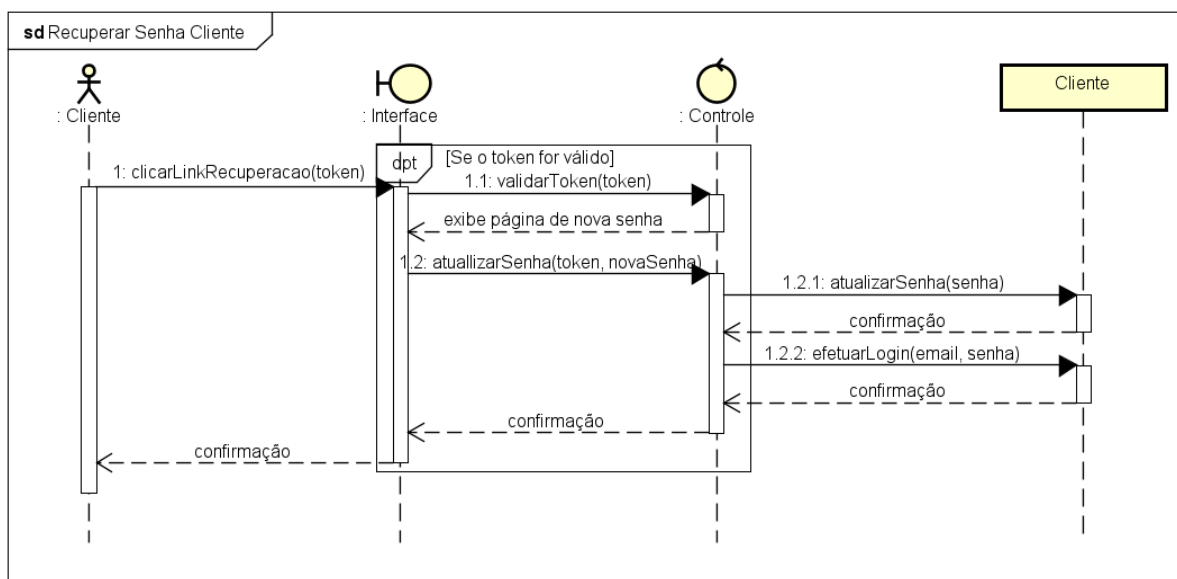 sd Recuperar Senha Cliente
: Cliente
: Interface
: Controle
Cliente
opt
[Se o token for válido]
1: clicarLinkRecuperacao(token)
1.1: validarToken(token)
exibe página de nova senha
1.2: atuallizarSenha(token, novaSenha)
1.2.1: atualizarSenha(senha)
confirmação
1.2.2: efetuarLogin(email, senha)
confirmação
confirmação
confirmação